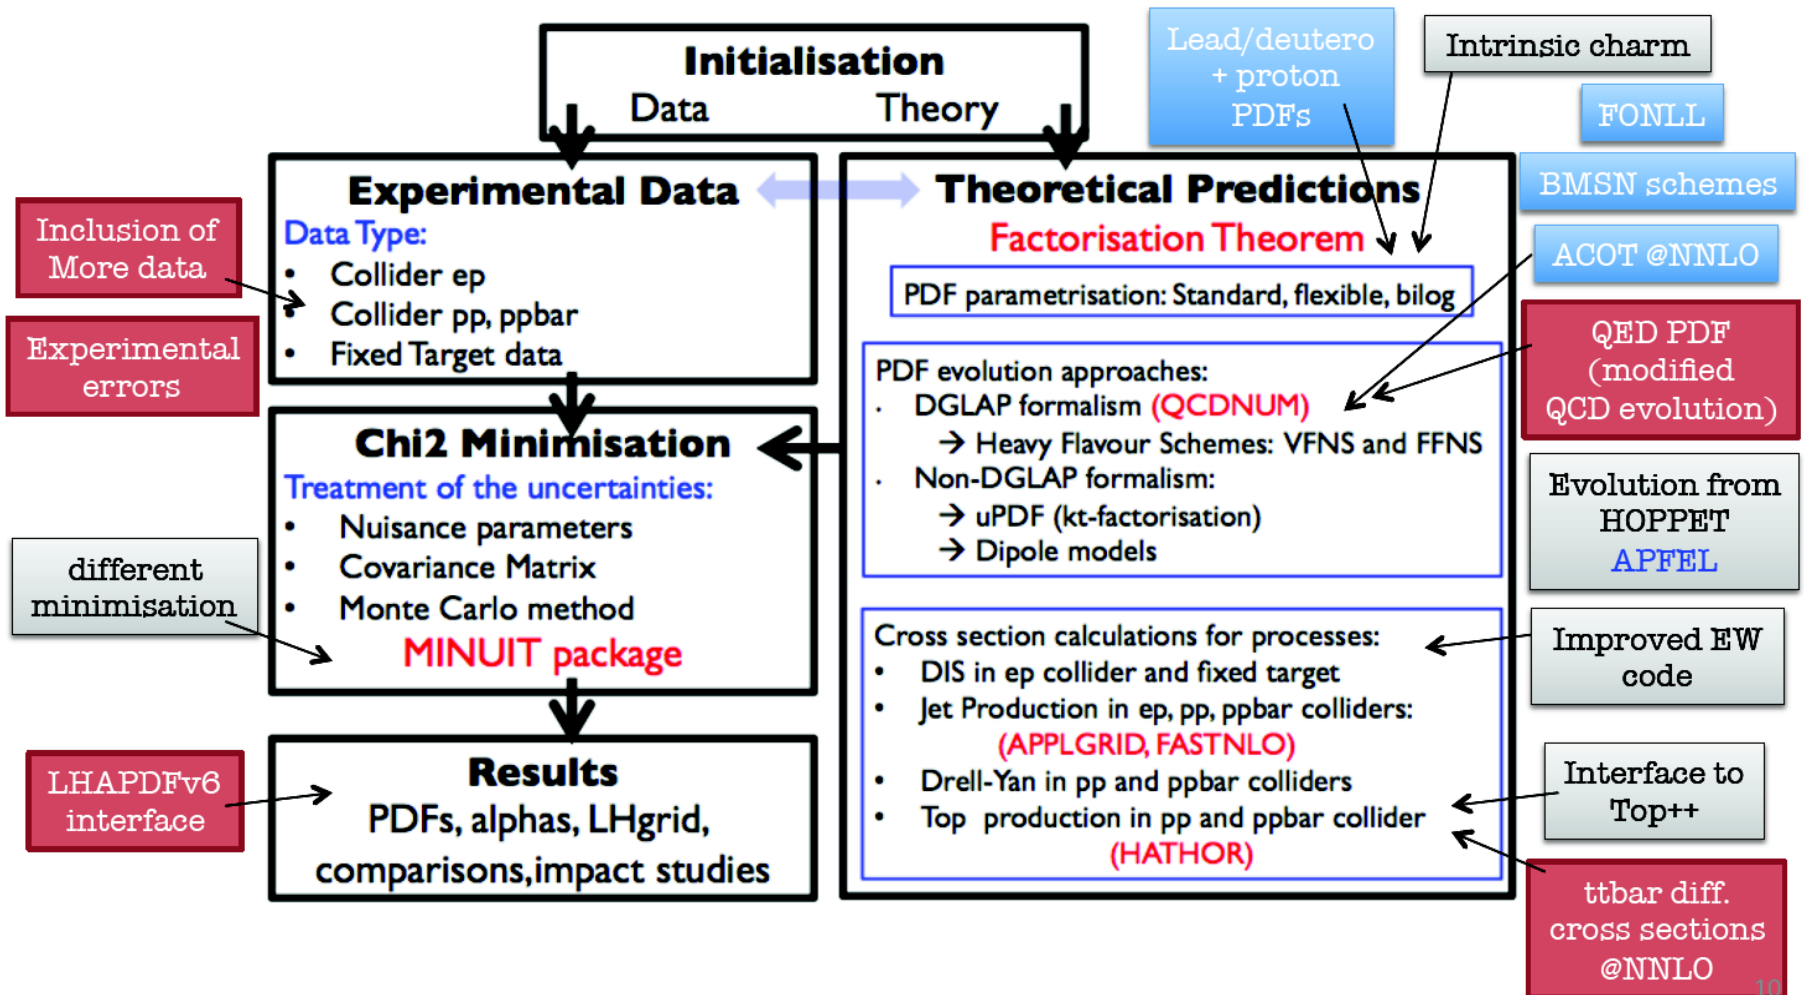 Initialisation
Data Theory
Lead/deutero
+ proton
PDFs
Intrinsic charm
FONLL
BMSN schemes
ACOT @NNLO
QED PDF
(modified
QCD evolution)
Evolution from
HOPPET
APFEL
Improved EW
code
Interface to
Top++
ttbar diff.
cross sections
@NNLO
Inclusion of
More data
Experimental
errors
different
minimisation
LHAPDFv6
interface
Experimental Data
Data Type:
• Collider ep
• Collider pp, ppbar
• Fixed Target data
Chi2 Minimisation
Treatment of the uncertainties:
• Nuisance parameters
• Covariance Matrix
• Monte Carlo method
MINUIT package
Results
PDFs, alphas, LHgrid,
comparisons,impact studies
Theoretical Predictions
Factorisation Theorem
PDF parametrisation: Standard, flexible, bilog
PDF evolution approaches:
· DGLAP formalism (QCDNUM)
→ Heavy Flavour Schemes: VFNS and FFNS
· Non-DGLAP formalism:
→ uPDF (kt-factorisation)
→ Dipole models
Cross section calculations for processes:
• DIS in ep collider and fixed target
• Jet Production in ep, pp, ppbar colliders:
(APPLGRID, FASTNLO)
• Drell-Yan in pp and ppbar colliders
• Top production in pp and ppbar collider
(HATHOR)
10